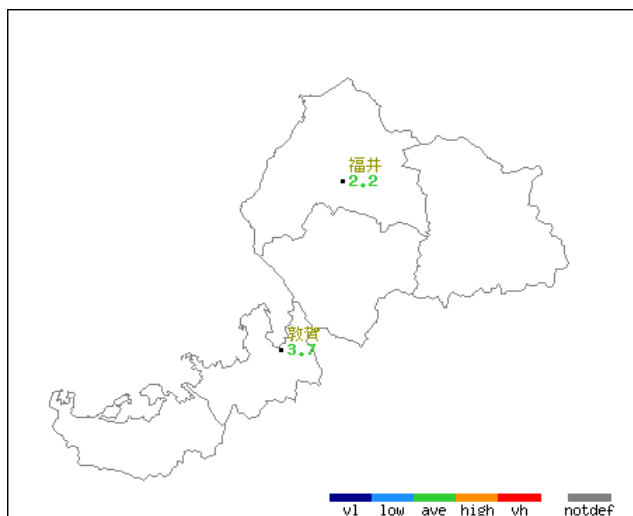 福井
2.2
敦賀
3.7
vl low ave high vh notdef